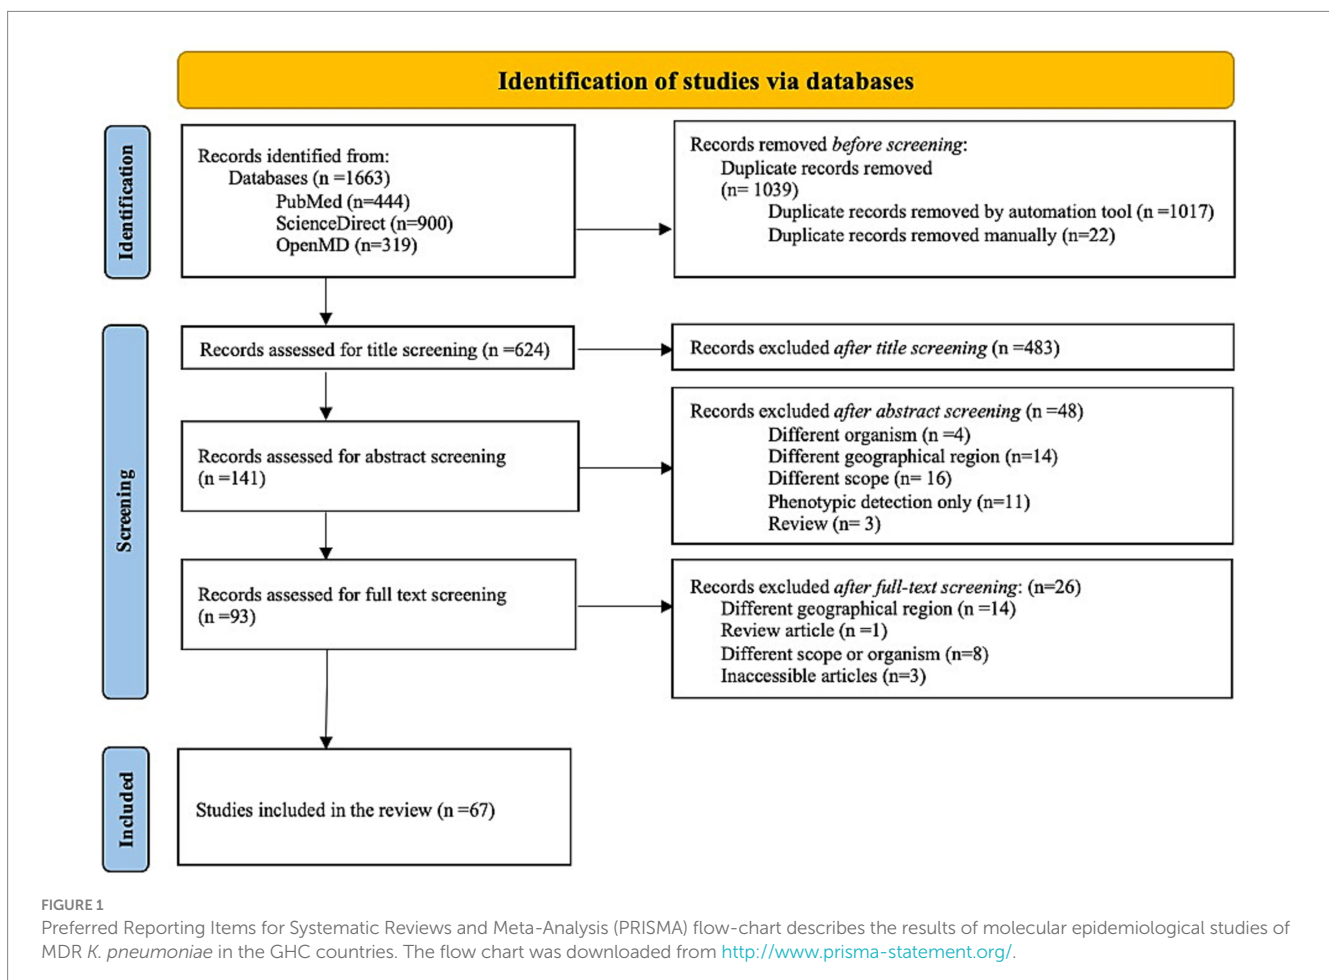 Identification of studies via databases
Identification
Records identified from:
Databases (n =1663)
PubMed (n=444)
ScienceDirect (n=900)
OpenMD (n=319)
Records removed before screening:
Duplicate records removed
(n= 1039)
Duplicate records removed by automation tool (n =1017)
Duplicate records removed manually (n=22)
Screening
Records assessed for title screening (n =624)
Records excluded after title screening (n =483)
Records assessed for abstract screening
(n =141)
Records excluded after abstract screening (n =48)
Different organism (n =4)
Different geographical region (n=14)
Different scope (n= 16)
Phenotypic detection only (n=11)
Review (n= 3)
Records assessed for full text screening
(n =93)
Records excluded after full-text screening: (n=26)
Different geographical region (n =14)
Review article (n =1)
Different scope or organism (n=8)
Inaccessible articles (n=3)
Included
Studies included in the review (n =67)
FIGURE 1
Preferred Reporting Items for Systematic Reviews and Meta-Analysis (PRISMA) flow-chart describes the results of molecular epidemiological studies of
MDR K. pneumoniae in the GHC countries. The flow chart was downloaded from http://www.prisma-statement.org/.